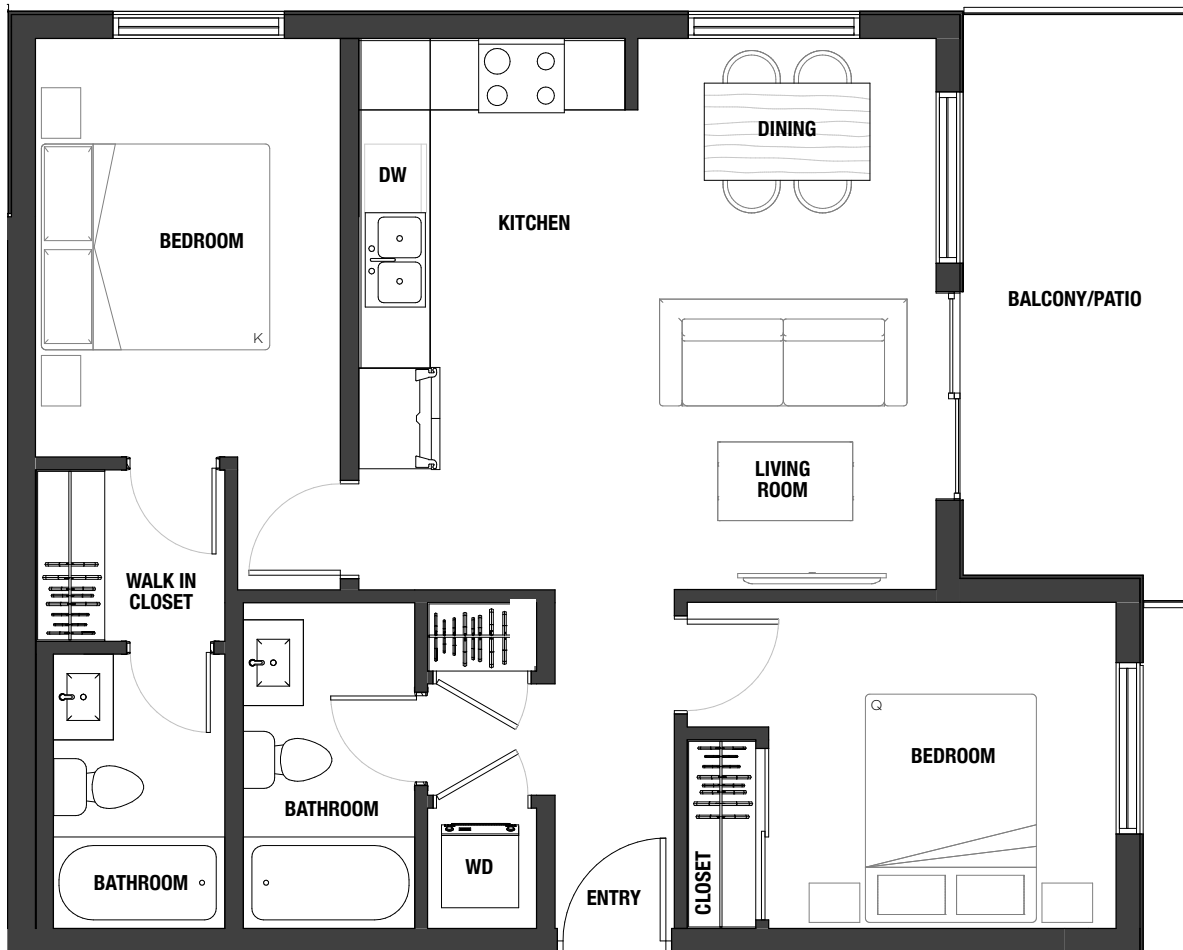 DINING
DW
KITCHEN
BEDROOM
BALCONY/PATIO
K
LIVING
ROOM
WALK IN
CLOSET
Q
BEDROOM
BATHROOM
WD
CLOSET
BATHROOM
ENTRY